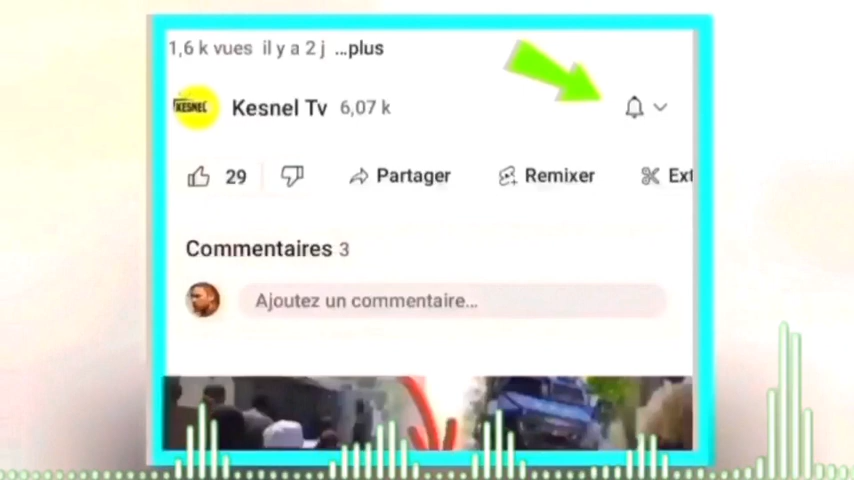 1,6 k vues il y a 2 j ...plus
KESNEL Kesnel Tv 6,07 k
29 Partager Remixer Ext
Commentaires 3
Ajoutez un commentaire...